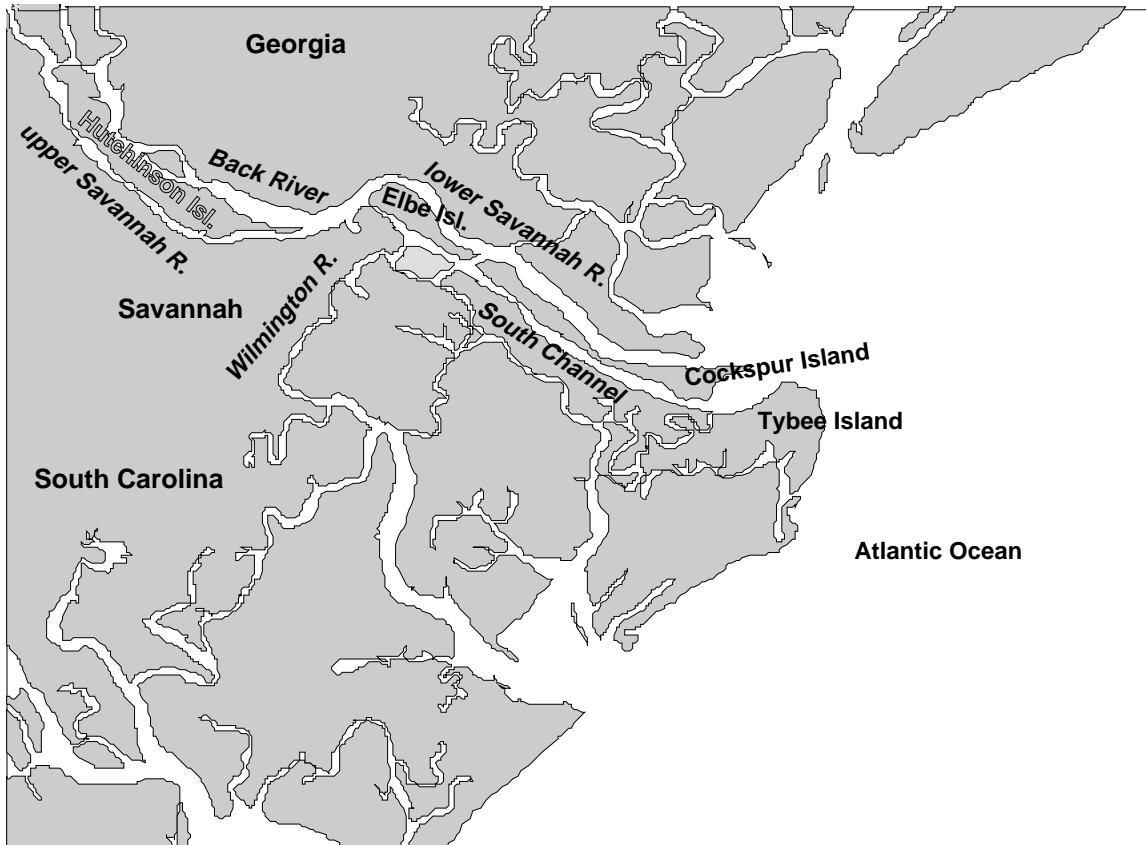 Georgia
Hutchinson Isl.
upper Savannah R.
Back River
Elbe Isl.
lower Savannah R.
Savannah
Wilmington R.
South Channel
Cockspur Island
Tybee Island
South Carolina
Atlantic Ocean